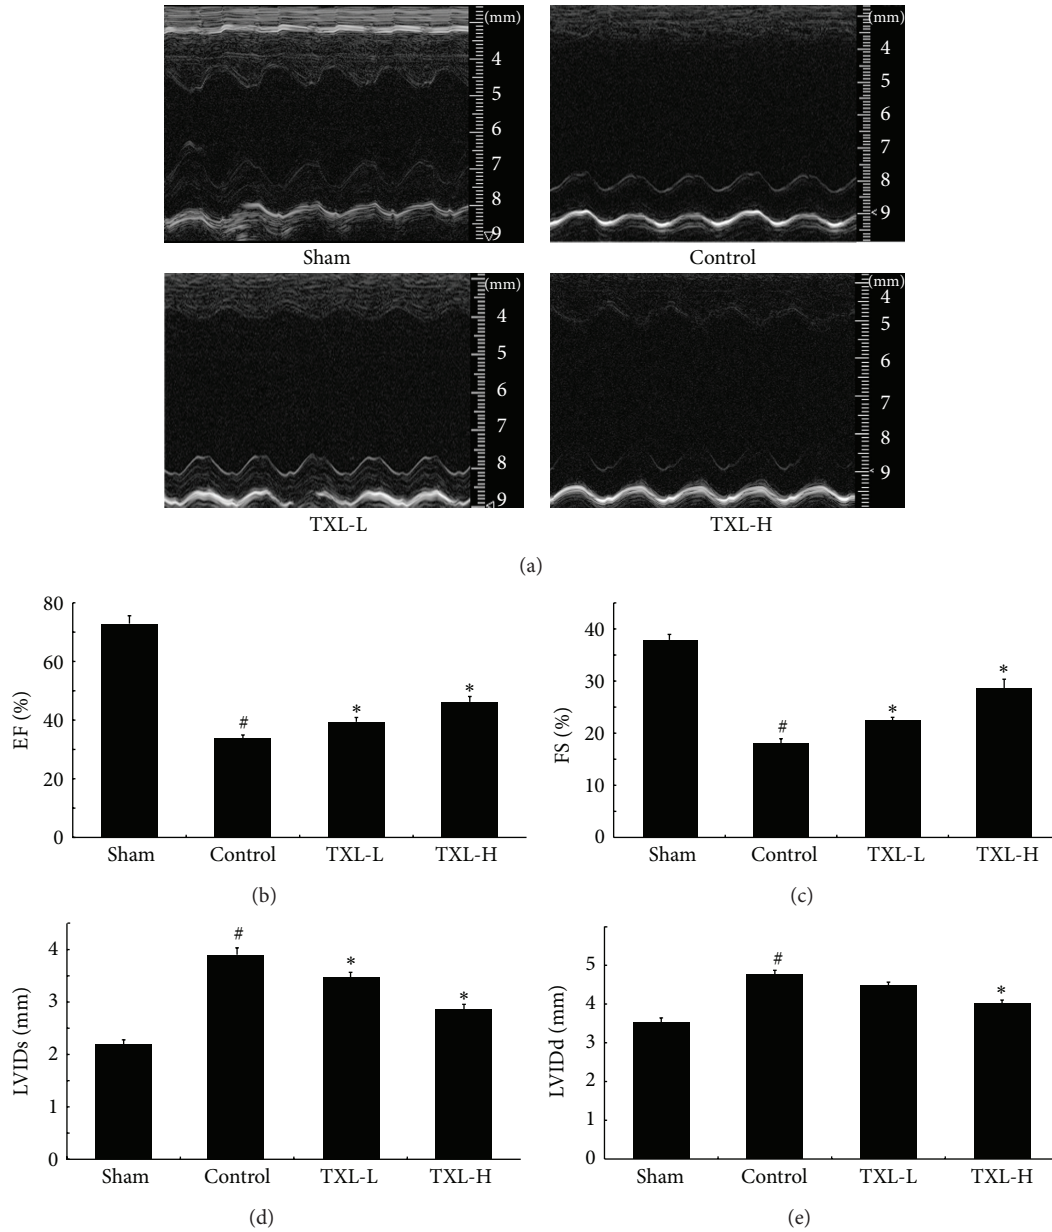 (mm)
4
5
6
7
8
9
Sham
(mm)
4
5
6
7
8
9
Control
(mm)
4
5
6
7
8
9
TXL-L
(mm)
4
5
6
7
8
9
TXL-H
(a)
80
60
40
20
0
EF (%)
#
*
*
Sham Control TXL-L TXL-H
(b)
40
30
20
10
0
FS (%)
#
*
*
Sham Control TXL-L TXL-H
(c)
4
3
2
1
0
LVIDs (mm)
#
*
*
Sham Control TXL-L TXL-H
(d)
5
4
3
2
1
0
LVIDd (mm)
#
*
Sham Control TXL-L TXL-H
(e)